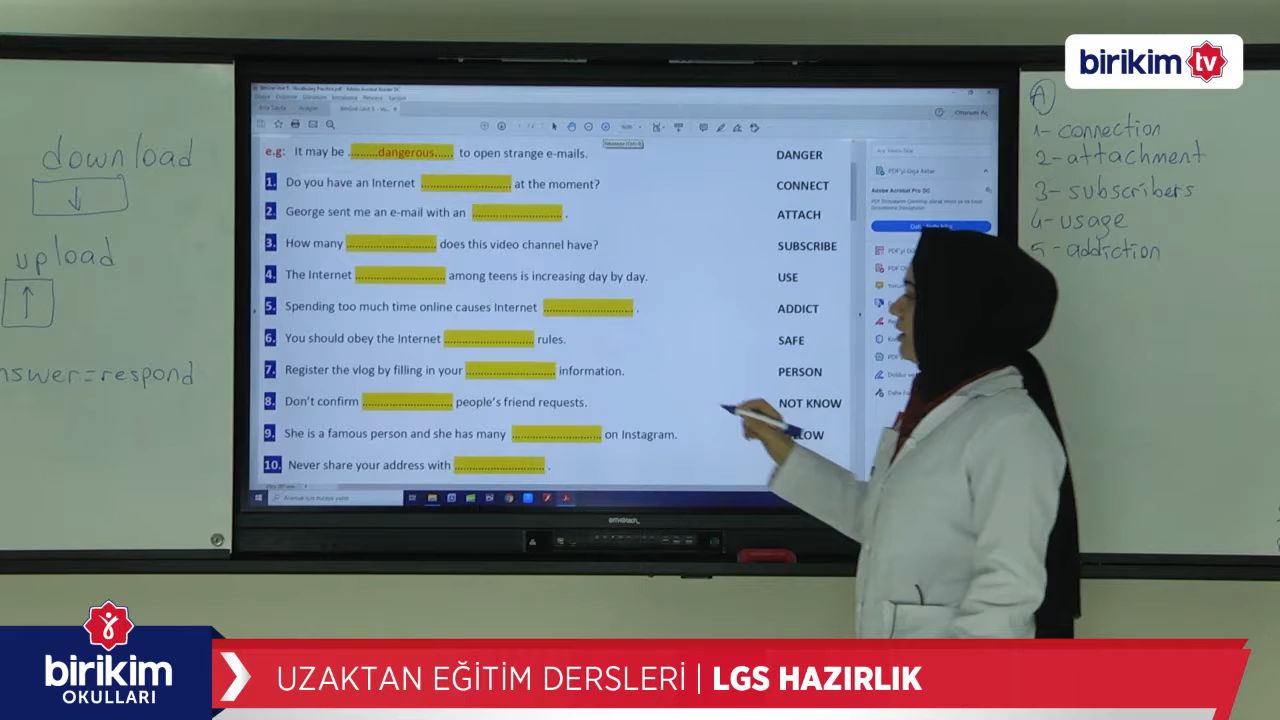 birikim tv
download
↓
upload
↑
nswer=respond
e.g: It may be ..........dangerous...... to open strange e-mails. DANGER
1. Do you have an Internet ............................ at the moment? CONNECT
2. George sent me an e-mail with an ............................ . ATTACH
3. How many ............................ does this video channel have? SUBSCRIBE
4. The Internet ............................ among teens is increasing day by day. USE
5. Spending too much time online causes Internet ............................ . ADDICT
6. You should obey the Internet ............................ rules. SAFE
7. Register the vlog by filling in your ............................ information. PERSON
8. Don't confirm ............................ people's friend requests. NOT KNOW
9. She is a famous person and she has many ............................ on Instagram. LOW
10. Never share your address with ............................ .
Adobe Acrobat Pro DC
A
1- connection
2- attachment
3- subscribers
4- usage
5- addiction
birikim
OKULLARI
UZAKTAN EĞİTİM DERSLERİ | LGS HAZIRLIK